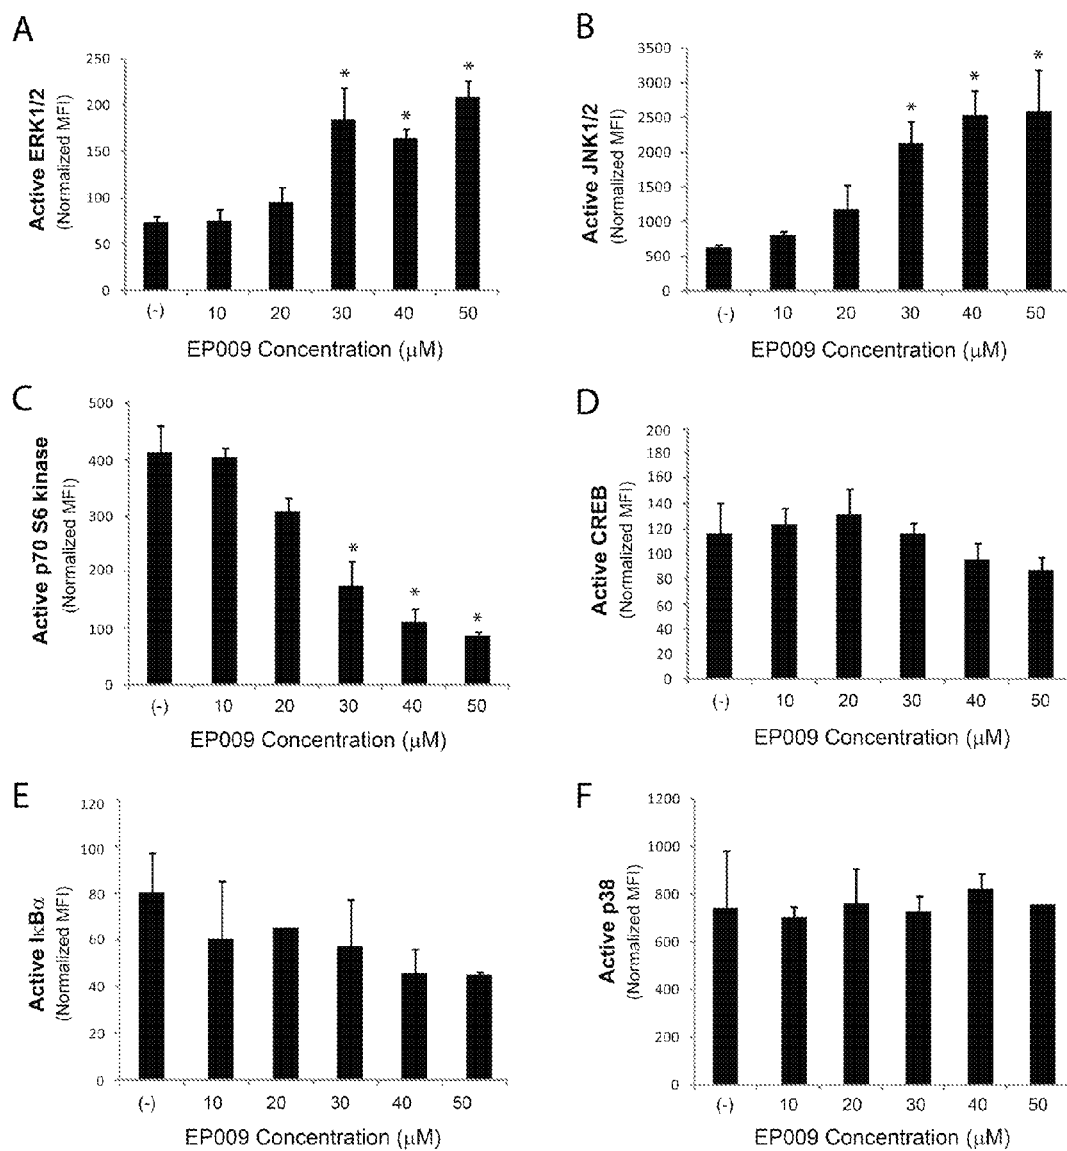 A
Active ERK1/2
(Normalized MFI)
250
200
150
100
50
0
*
*
*
(-) 10 20 30 40 50
EP009 Concentration (µM)
B
Active JNK1/2
(Normalized MFI)
3500
3000
2500
2000
1500
1000
500
0
*
*
*
(-) 10 20 30 40 50
EP009 Concentration (µM)
C
Active p70 S6 kinase
(Normalized MFI)
500
400
300
200
100
0
*
*
*
(-) 10 20 30 40 50
EP009 Concentration (µM)
D
Active CREB
(Normalized MFI)
200
180
160
140
120
100
80
60
40
20
0
(-) 10 20 30 40 50
EP009 Concentration (µM)
E
Active IκBα
(Normalized MFI)
120
100
80
60
40
20
0
(-) 10 20 30 40 50
EP009 Concentration (µM)
F
Active p38
(Normalized MFI)
1200
1000
800
600
400
200
0
(-) 10 20 30 40 50
EP009 Concentration (µM)